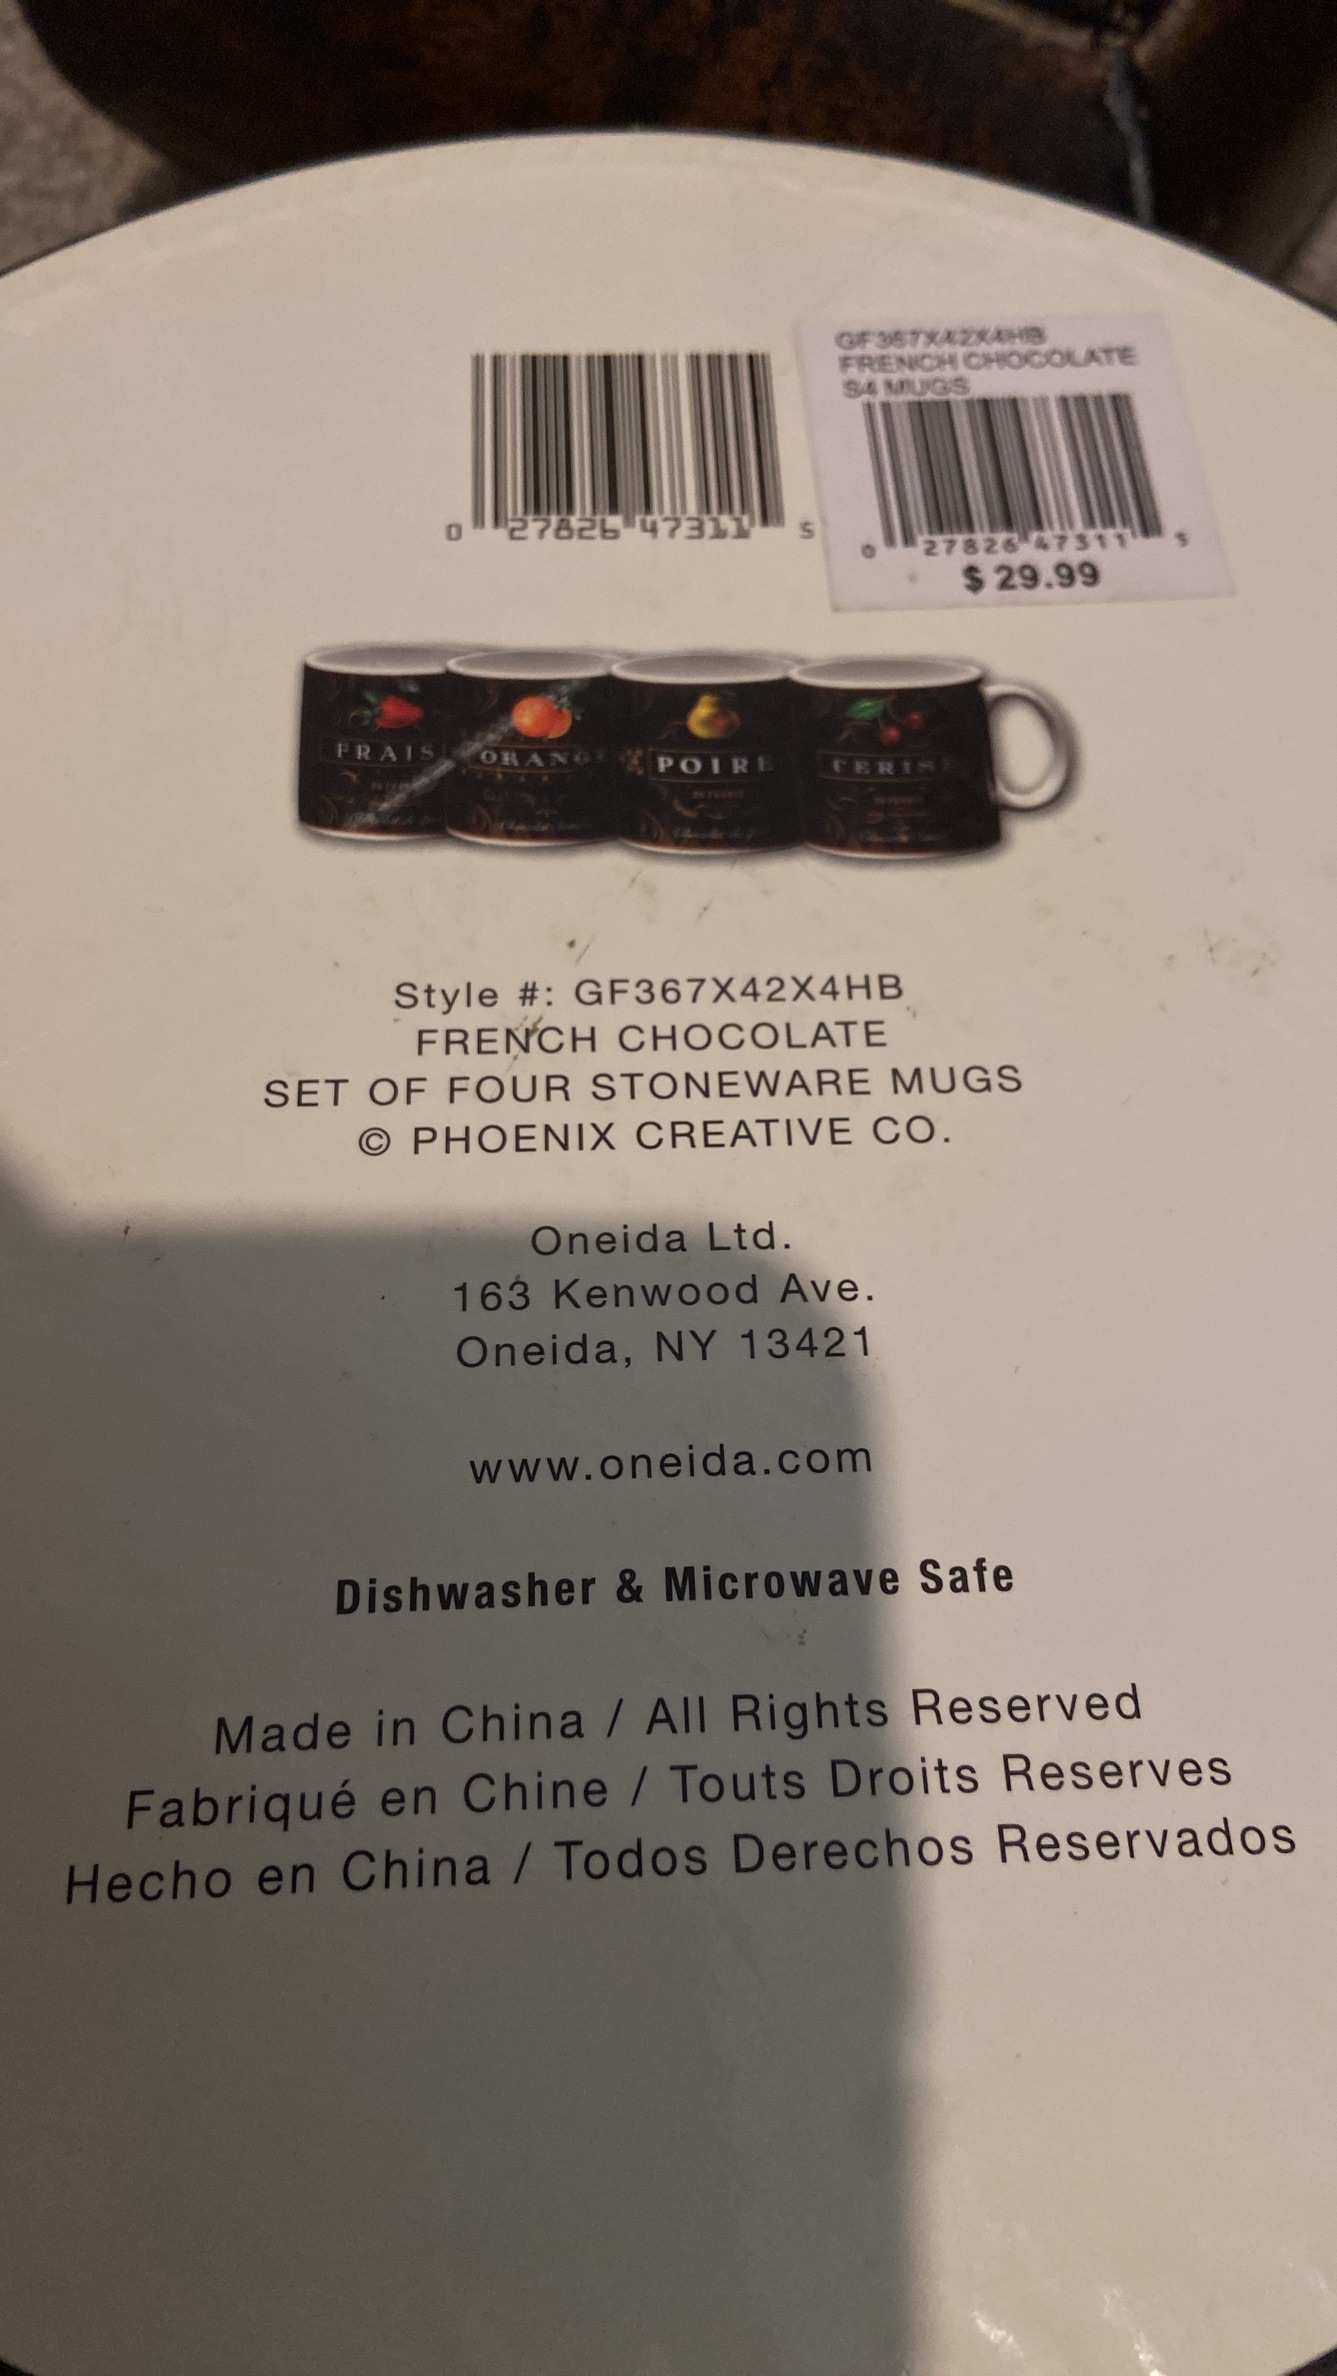 GF367X42X4HB
FRENCH CHOCOLATE
S4 MUGS
0 27826 47311 5
0 27826 47311 5
$ 29.99
FRAIS
ORANG
POIRE
CERIS
Style #: GF367X42X4HB
FRENCH CHOCOLATE
SET OF FOUR STONEWARE MUGS
© PHOENIX CREATIVE CO.
Oneida Ltd.
163 Kenwood Ave.
Oneida, NY 13421
www.oneida.com
Dishwasher & Microwave Safe
Made in China / All Rights Reserved
Fabriqué en Chine / Touts Droits Reserves
Hecho en China / Todos Derechos Reservados